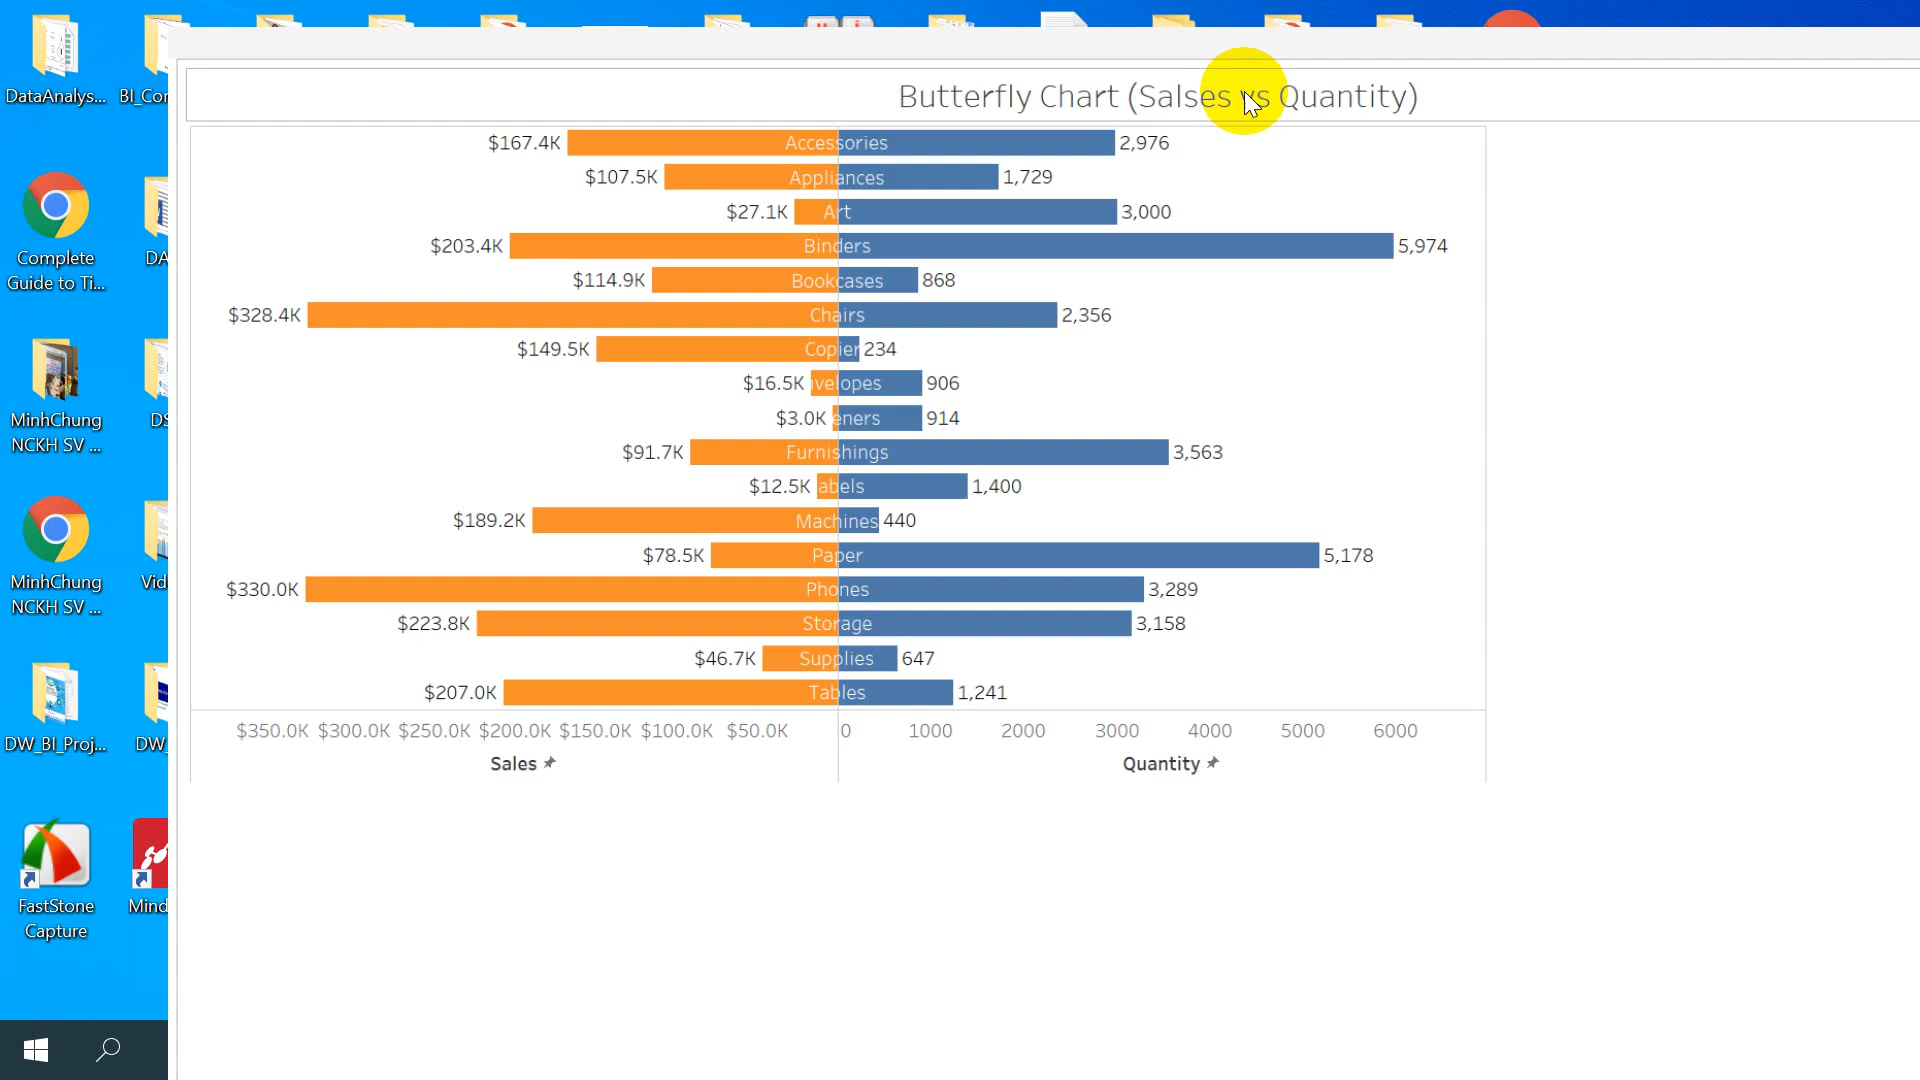 Butterfly Chart (Salses vs Quantity)
$167.4K Accessories 2,976
$107.5K Appliances 1,729
$27.1K Art 3,000
$203.4K Binders 5,974
$114.9K Bookcases 868
$328.4K Chairs 2,356
$149.5K Copier 234
$16.5K velopes 906
$3.0K eners 914
$91.7K Furnishings 3,563
$12.5K abels 1,400
$189.2K Machines 440
$78.5K Paper 5,178
$330.0K Phones 3,289
$223.8K Storage 3,158
$46.7K Supplies 647
$207.0K Tables 1,241
$350.0K $300.0K $250.0K $200.0K $150.0K $100.0K $50.0K 0 1000 2000 3000 4000 5000 6000
Sales Quantity
DataAnalys... BI_Cor
Complete
Guide to Ti...
DA
MinhChung
NCKH SV ...
DS
MinhChung
NCKH SV ...
Vid
DW_BI_Proj... DW_
FastStone
Capture
Mind